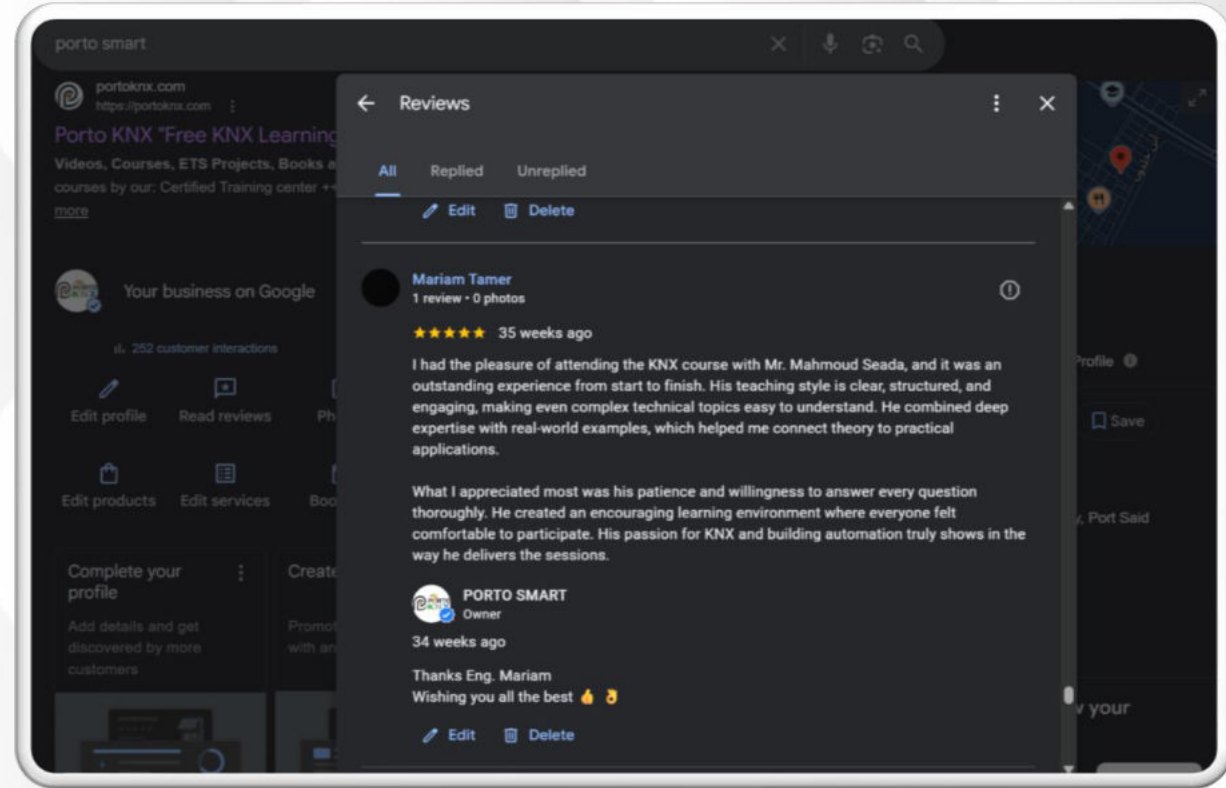 porto smart
portoknx.com
https://portoknx.com
Porto KNX "Free KNX Learning
Videos, Courses, ETS Projects, Books a
courses by our: Certified Training center ++
more
Your business on Google
252 customer interactions
Edit profile
Read reviews
Ph
Edit products
Edit services
Boo
Complete your
profile
Add details and get
discovered by more
customers
Create
Promot
with an
Reviews
All
Replied
Unreplied
Edit
Delete
Mariam Tamer
1 review • 0 photos
35 weeks ago
I had the pleasure of attending the KNX course with Mr. Mahmoud Seada, and it was an
outstanding experience from start to finish. His teaching style is clear, structured, and
engaging, making even complex technical topics easy to understand. He combined deep
expertise with real-world examples, which helped me connect theory to practical
applications.
What I appreciated most was his patience and willingness to answer every question
thoroughly. He created an encouraging learning environment where everyone felt
comfortable to participate. His passion for KNX and building automation truly shows in the
way he delivers the sessions.
PORTO SMART
Owner
34 weeks ago
Thanks Eng. Mariam
Wishing you all the best 👍 👌
Edit
Delete
Profile
Save
, Port Said
your